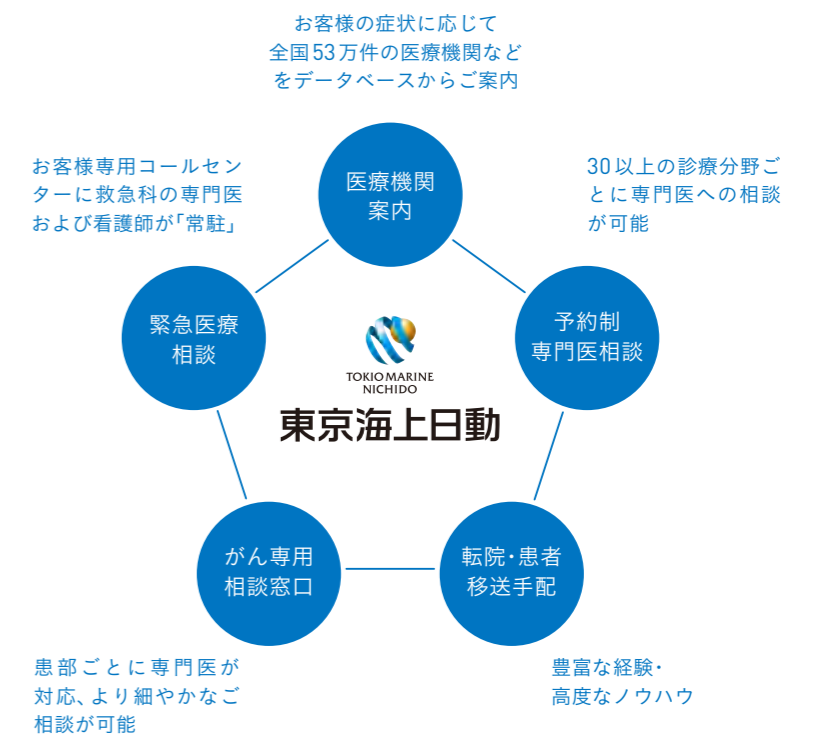 お客様の症状に応じて
全国53万件の医療機関など
をデータベースからご案内
医療機関
案内
お客様専用コールセン
ターに救急科の専門医
および看護師が「常駐」
30以上の診療分野ご
とに専門医への相談
が可能
緊急医療
相談
予約制
専門医相談
TOKIO MARINE
NICHIDO
東京海上日動
がん専用
相談窓口
転院・患者
移送手配
患部ごとに専門医が
対応、より細やかなご
相談が可能
豊富な経験・
高度なノウハウ